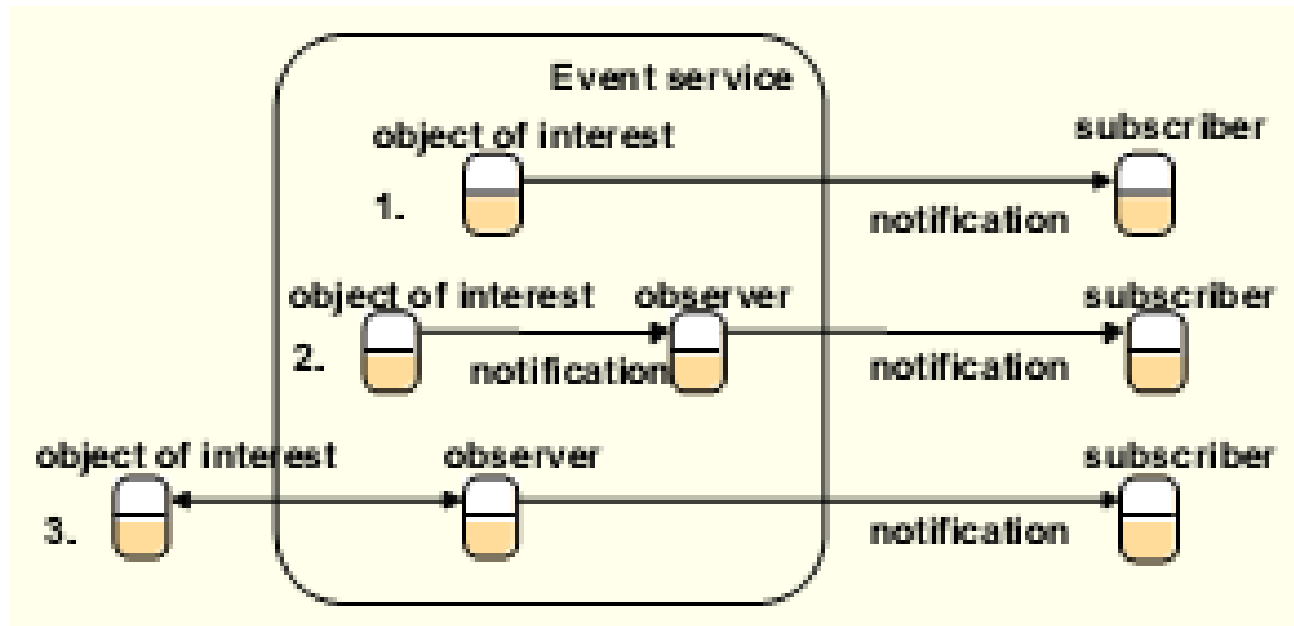 Event service
object of interest
subscriber
1.
notification
object of interest
observer
subscriber
2.
notification
notification
object of interest
observer
subscriber
3.
notification